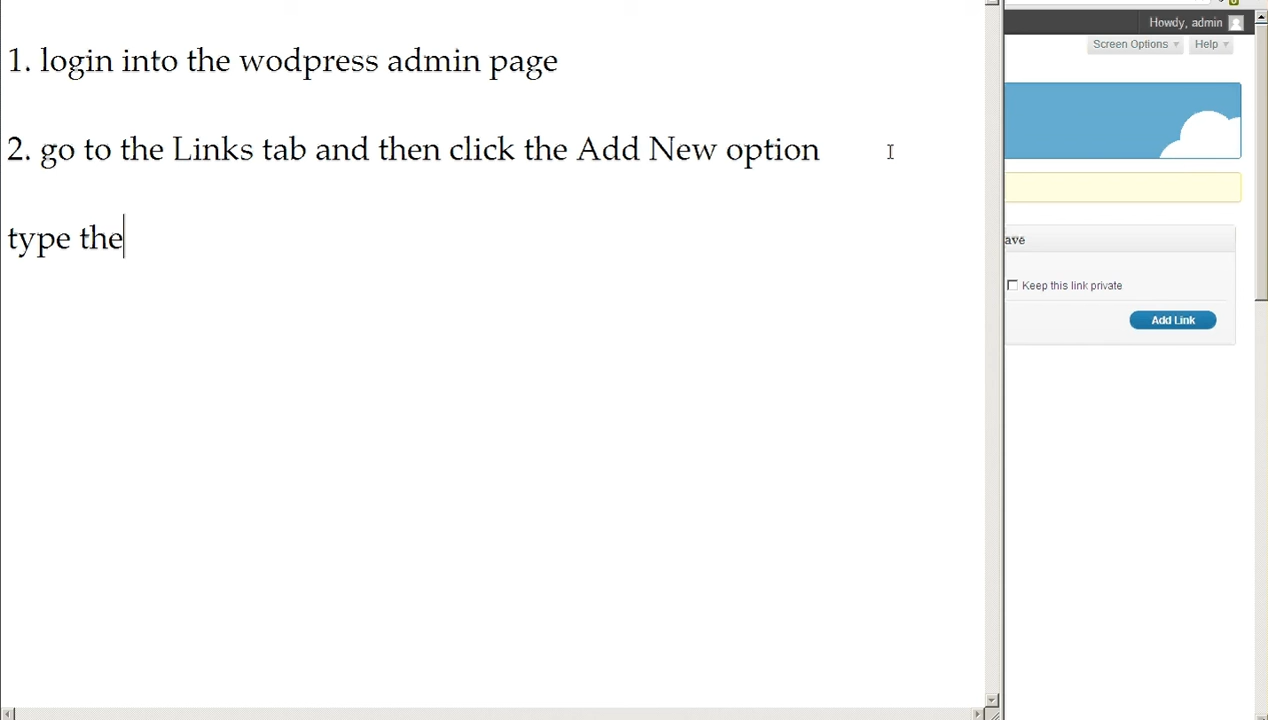 Howdy, admin
Screen Options
Help
1. login into the wodpress admin page
2. go to the Links tab and then click the Add New option
type the
ave
Keep this link private
Add Link